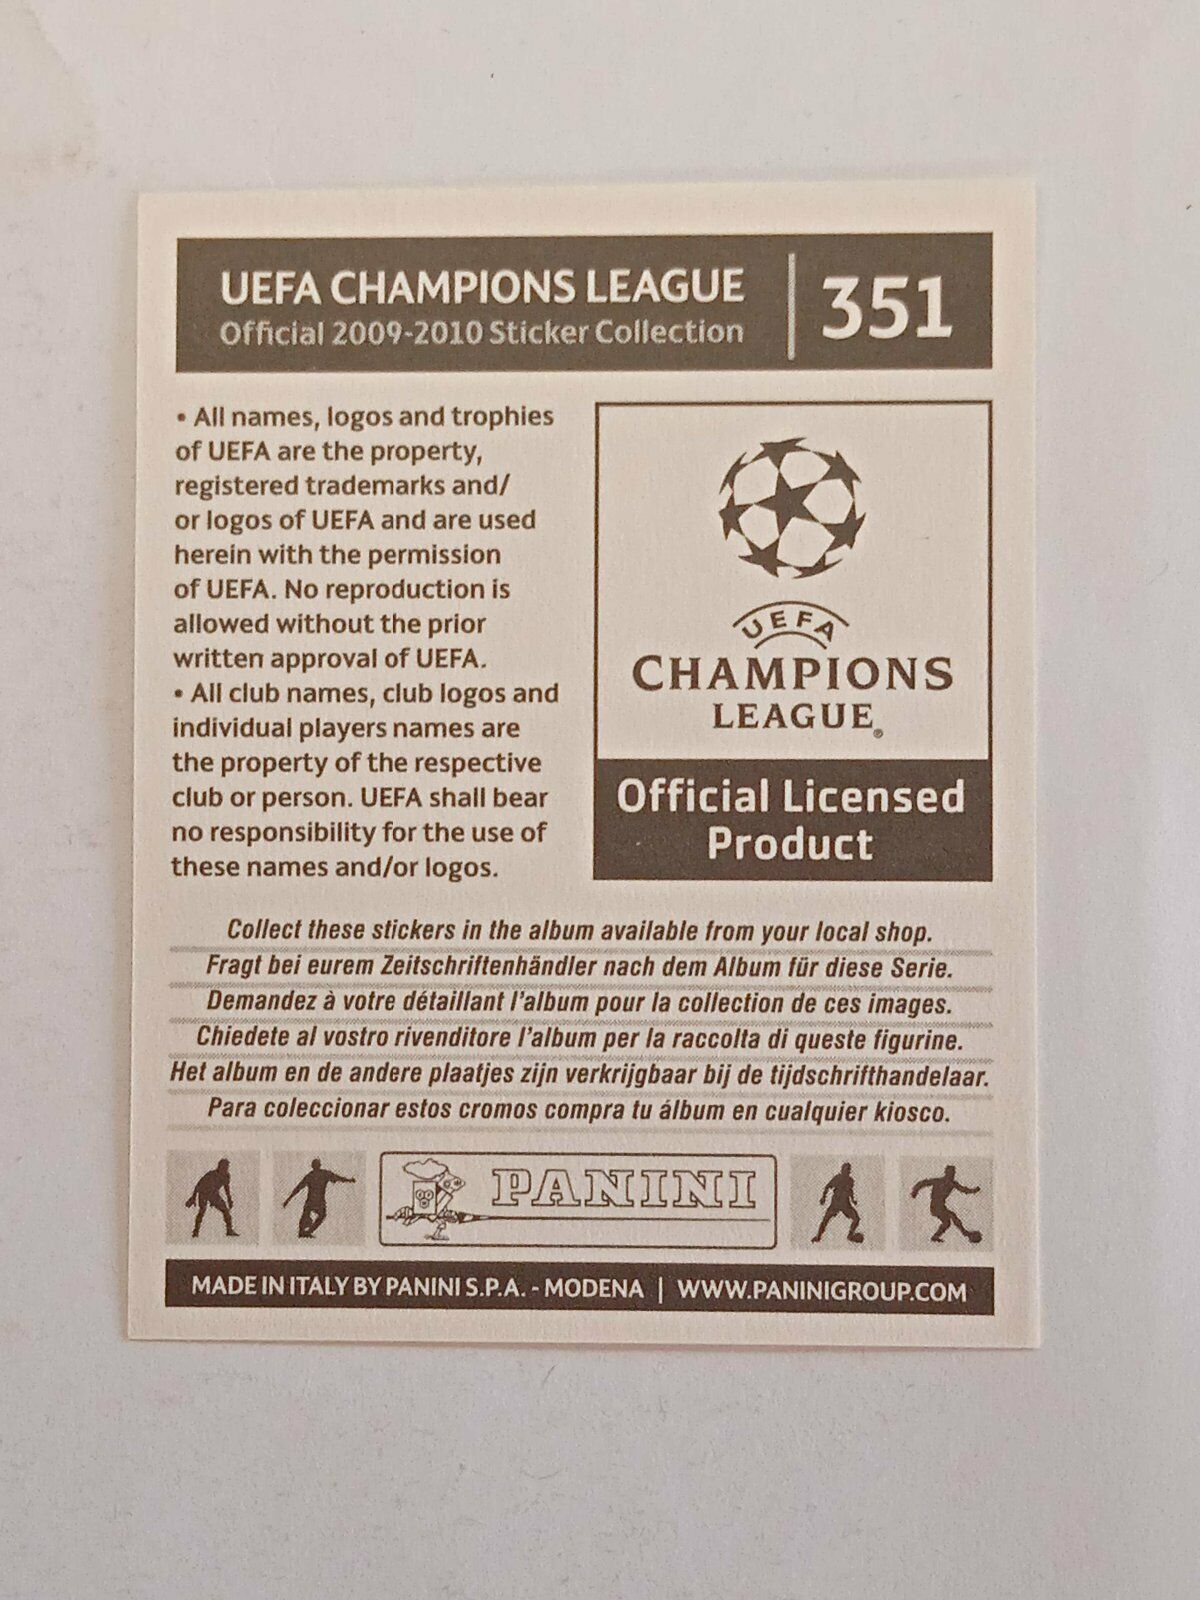 UEFA CHAMPIONS LEAGUE
Official 2009-2010 Sticker Collection
351
• All names, logos and trophies
of UEFA are the property,
registered trademarks and/
or logos of UEFA and are used
herein with the permission
of UEFA. No reproduction is
allowed without the prior
written approval of UEFA.
• All club names, club logos and
individual players names are
the property of the respective
club or person. UEFA shall bear
no responsibility for the use of
these names and/or logos.
UEFA
CHAMPIONS
LEAGUE®
Official Licensed
Product
Collect these stickers in the album available from your local shop.
Fragt bei eurem Zeitschriftenhändler nach dem Album für diese Serie.
Demandez à votre détaillant l'album pour la collection de ces images.
Chiedete al vostro rivenditore l'album per la raccolta di queste figurine.
Het album en de andere plaatjes zijn verkrijgbaar bij de tijdschrifthandelaar.
Para coleccionar estos cromos compra tu álbum en cualquier kiosco.
PANINI
MADE IN ITALY BY PANINI S.P.A. - MODENA | WWW.PANINIGROUP.COM